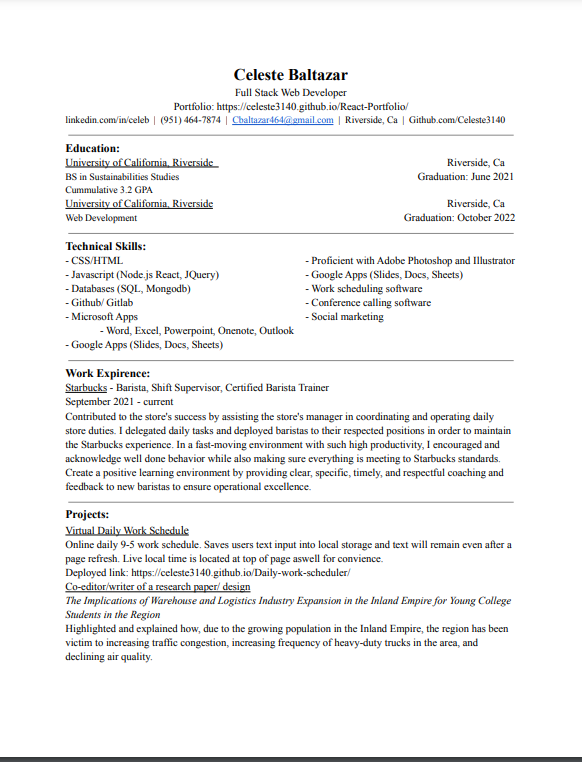 Celeste Baltazar
Full Stack Web Developer
Portfolio: https://celeste3140.github.io/React-Portfolio/
linkedin.com/in/celeb | (951) 464-7874 | Cbaltazar464@gmail.com | Riverside, Ca | Github.com/Celeste3140
Education:
University of California, Riverside Riverside, Ca
BS in Sustainabilities Studies Graduation: June 2021
Cummulative 3.2 GPA
University of California, Riverside Riverside, Ca
Web Development Graduation: October 2022
Technical Skills:
- CSS/HTML - Proficient with Adobe Photoshop and Illustrator
- Javascript (Node.js React, JQuery) - Google Apps (Slides, Docs, Sheets)
- Databases (SQL, Mongodb) - Work scheduling software
- Github/ Gitlab - Conference calling software
- Microsoft Apps - Social marketing
- Word, Excel, Powerpoint, Onenote, Outlook
- Google Apps (Slides, Docs, Sheets)
Work Expirence:
Starbucks - Barista, Shift Supervisor, Certified Barista Trainer
September 2021 - current
Contributed to the store's success by assisting the store's manager in coordinating and operating daily
store duties. I delegated daily tasks and deployed baristas to their respected positions in order to maintain
the Starbucks experience. In a fast-moving environment with such high productivity, I encouraged and
acknowledge well done behavior while also making sure everything is meeting to Starbucks standards.
Create a positive learning environment by providing clear, specific, timely, and respectful coaching and
feedback to new baristas to ensure operational excellence.
Projects:
Virtual Daily Work Schedule
Online daily 9-5 work schedule. Saves users text input into local storage and text will remain even after a
page refresh. Live local time is located at top of page aswell for convience.
Deployed link: https://celeste3140.github.io/Daily-work-scheduler/
Co-editor/writer of a research paper/ design
The Implications of Warehouse and Logistics Industry Expansion in the Inland Empire for Young College
Students in the Region
Highlighted and explained how, due to the growing population in the Inland Empire, the region has been
victim to increasing traffic congestion, increasing frequency of heavy-duty trucks in the area, and
declining air quality.